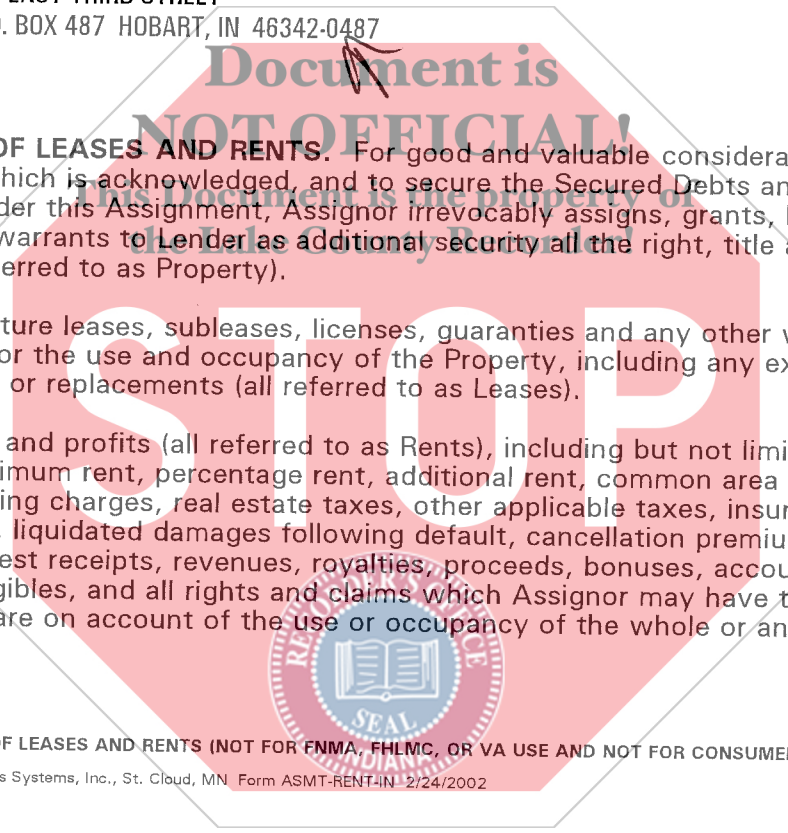 . BOX 487 HOBART, IN 46342-0487
Document is
NOT OFFICIAL!
OF LEASES AND RENTS. For good and valuable considera
hich is acknowledged, and to secure the Secured Debts an
This Document is the property of
der this Assignment, Assignor irrevocably assigns, grants,
the Lake County Recorder!
warrants to Lender as additional security all the right, title
erred to as Property).
ture leases, subleases, licenses, guaranties and any other
or the use and occupancy of the Property, including any ex
or replacements (all referred to as Leases).
STOP
and profits (all referred to as Rents), including but not limi
imum rent, percentage rent, additional rent, common area
ing charges, real estate taxes, other applicable taxes, insur
liquidated damages following default, cancellation premiu
est receipts, revenues, royalties, proceeds, bonuses, accou
gibles, and all rights and claims which Assignor may have t
are on account of the use or occupancy of the whole or an
RECORDER'S OFFICE
SEAL
INDIANA
F LEASES AND RENTS (NOT FOR FNMA, FHLMC, OR VA USE AND NOT FOR CONSUME
s Systems, Inc., St. Cloud, MN Form ASMT-RENT-IN 2/24/2002